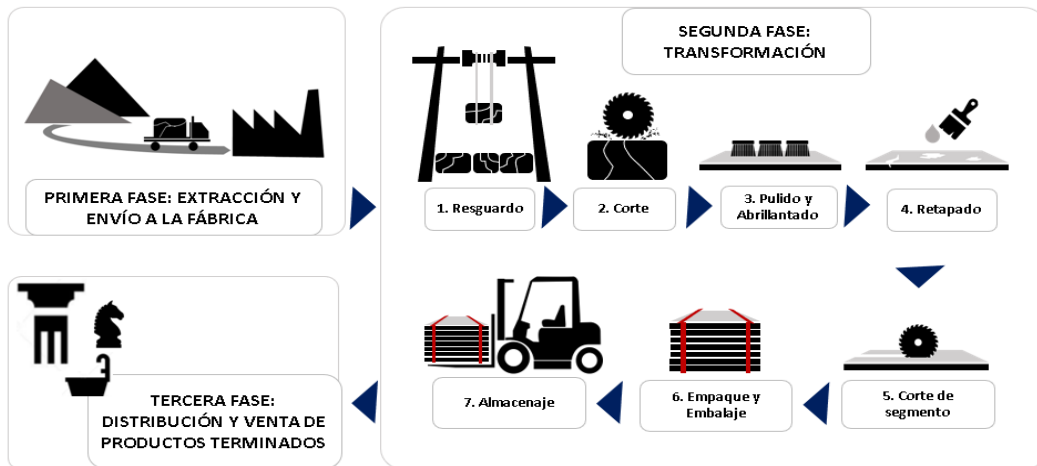 PRIMERA FASE: EXTRACCIÓN Y
ENVÍO A LA FÁBRICA
SEGUNDA FASE:
TRANSFORMACIÓN
1. Resguardo
2. Corte
3. Pulido y
Abrillantado
4. Retapado
5. Corte de
segmento
6. Empaque y
Embalaje
7. Almacenaje
TERCERA FASE:
DISTRIBUCIÓN Y VENTA DE
PRODUCTOS TERMINADOS